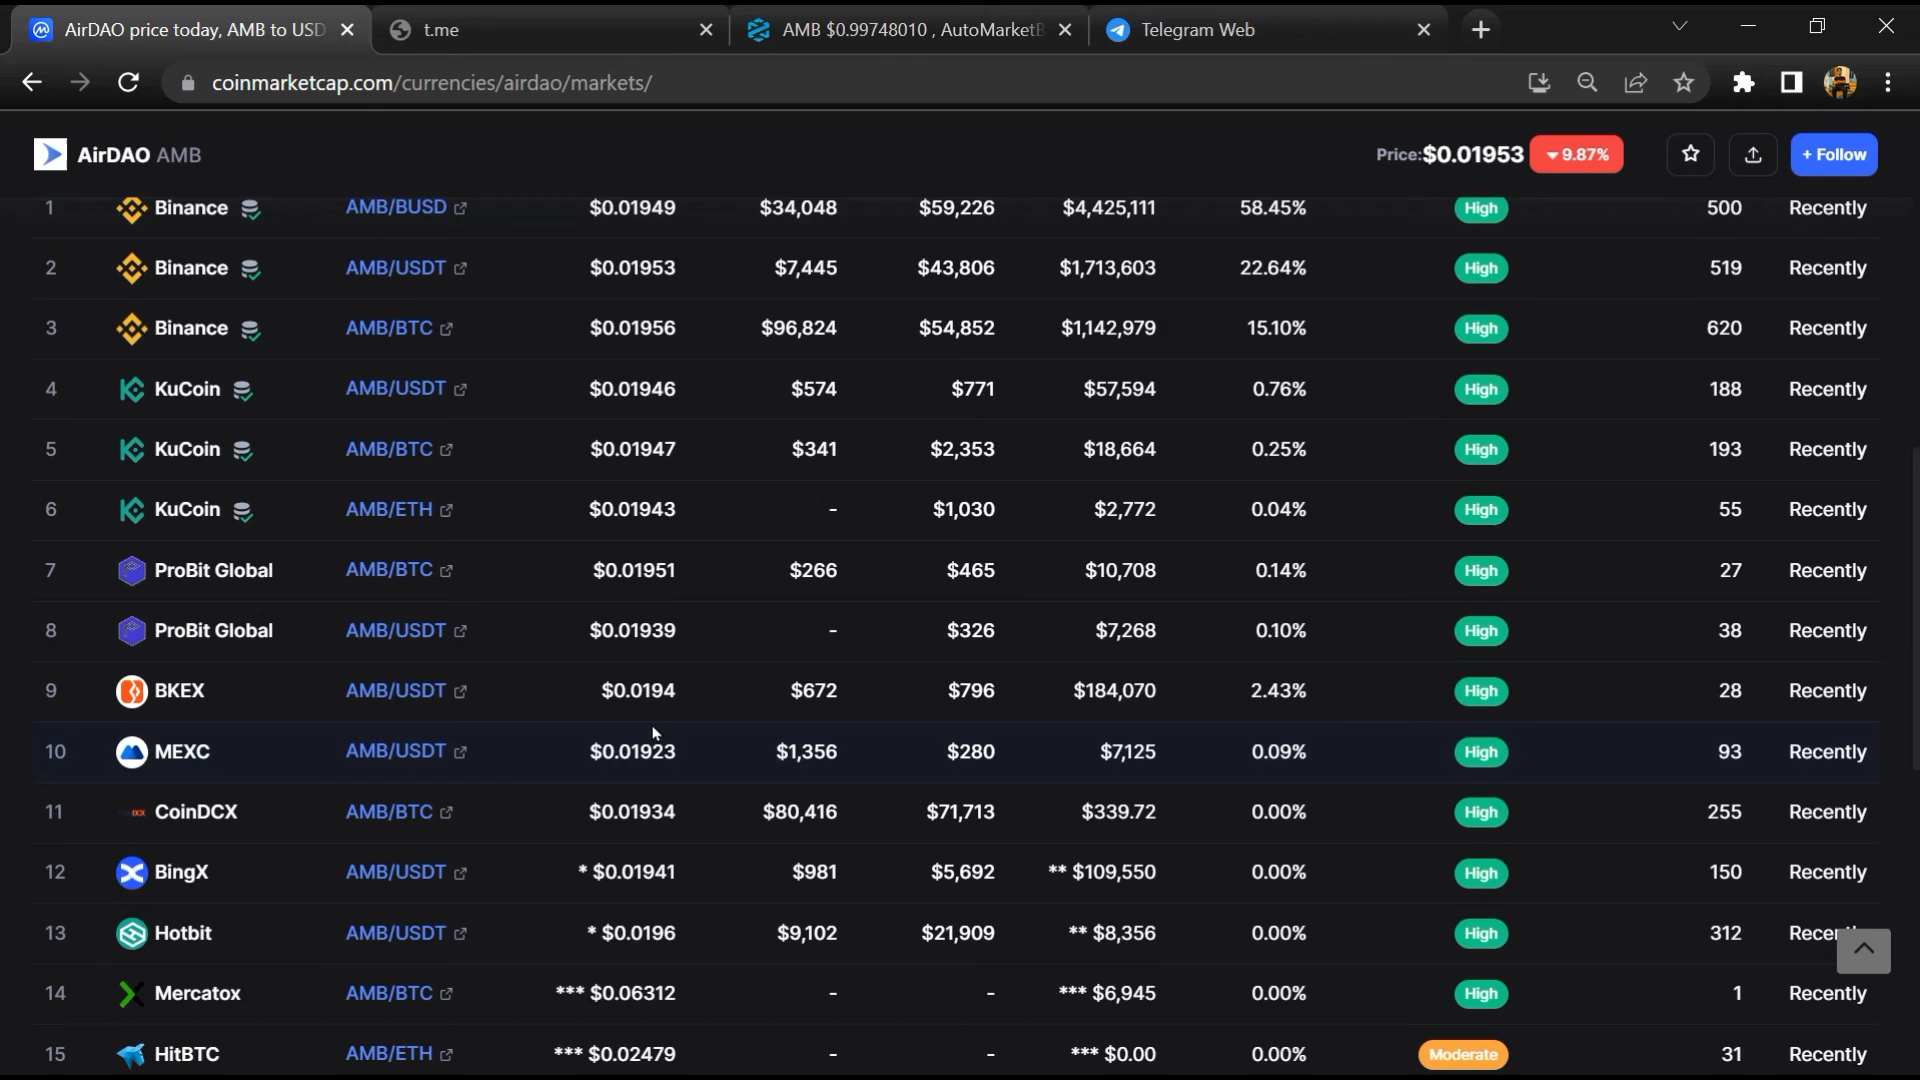 AirDAO price today, AMB to USD
t.me
AMB $0.99748010 , AutoMarketB
Telegram Web
coinmarketcap.com/currencies/airdao/markets/
AirDAO AMB Price:$0.01953 9.87% + Follow
1 Binance AMB/BUSD $0.01949 $34,048 $59,226 $4,425,111 58.45% High 500 Recently
2 Binance AMB/USDT $0.01953 $7,445 $43,806 $1,713,603 22.64% High 519 Recently
3 Binance AMB/BTC $0.01956 $96,824 $54,852 $1,142,979 15.10% High 620 Recently
4 KuCoin AMB/USDT $0.01946 $574 $771 $57,594 0.76% High 188 Recently
5 KuCoin AMB/BTC $0.01947 $341 $2,353 $18,664 0.25% High 193 Recently
6 KuCoin AMB/ETH $0.01943 - $1,030 $2,772 0.04% High 55 Recently
7 ProBit Global AMB/BTC $0.01951 $266 $465 $10,708 0.14% High 27 Recently
8 ProBit Global AMB/USDT $0.01939 - $326 $7,268 0.10% High 38 Recently
9 BKEX AMB/USDT $0.0194 $672 $796 $184,070 2.43% High 28 Recently
10 MEXC AMB/USDT $0.01923 $1,356 $280 $7,125 0.09% High 93 Recently
11 CoinDCX AMB/BTC $0.01934 $80,416 $71,713 $339.72 0.00% High 255 Recently
12 BingX AMB/USDT * $0.01941 $981 $5,692 ** $109,550 0.00% High 150 Recently
13 Hotbit AMB/USDT * $0.0196 $9,102 $21,909 ** $8,356 0.00% High 312 Recen
14 Mercatox AMB/BTC *** $0.06312 - - *** $6,945 0.00% High 1 Recently
15 HitBTC AMB/ETH *** $0.02479 - - *** $0.00 0.00% Moderate 31 Recently